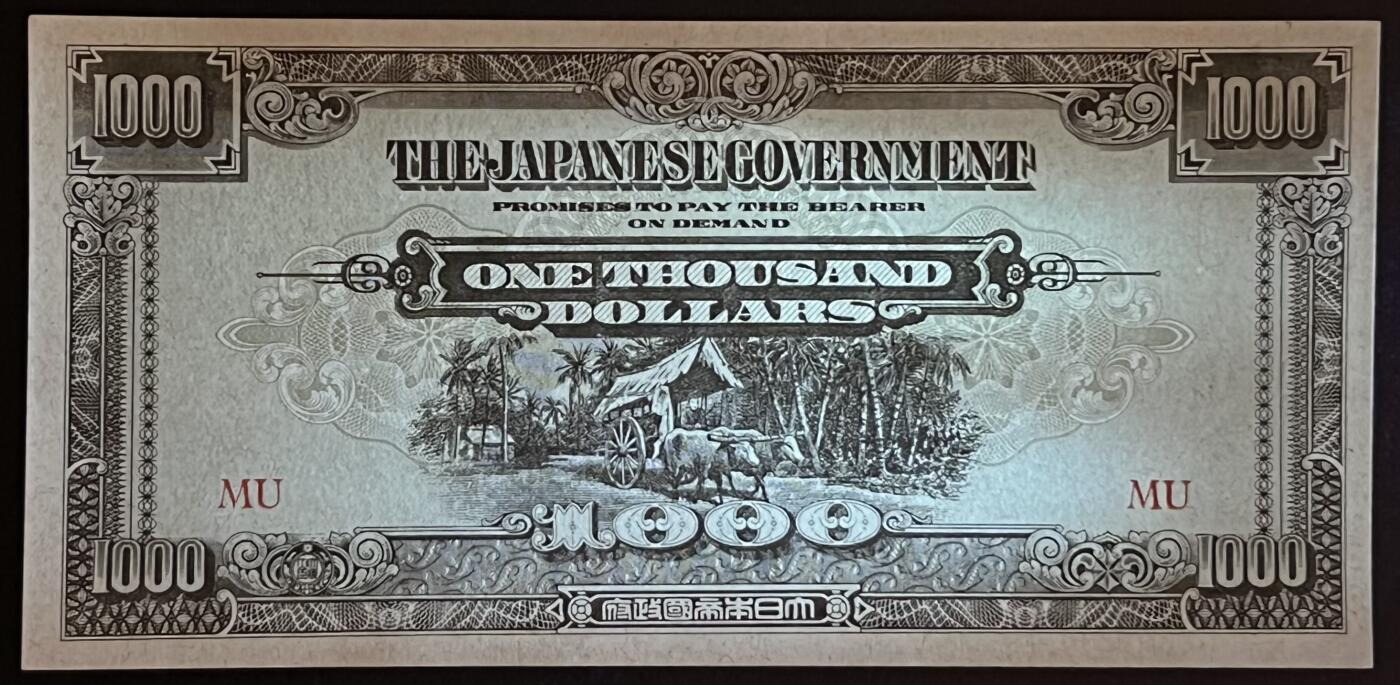 1000 1000
THE JAPANESE GOVERNMENT
PROMISES TO PAY THE BEARER
ON DEMAND
ONE THOUSAND
DOLLARS
MU MU
1000
1000 1000
府政國帝本日大